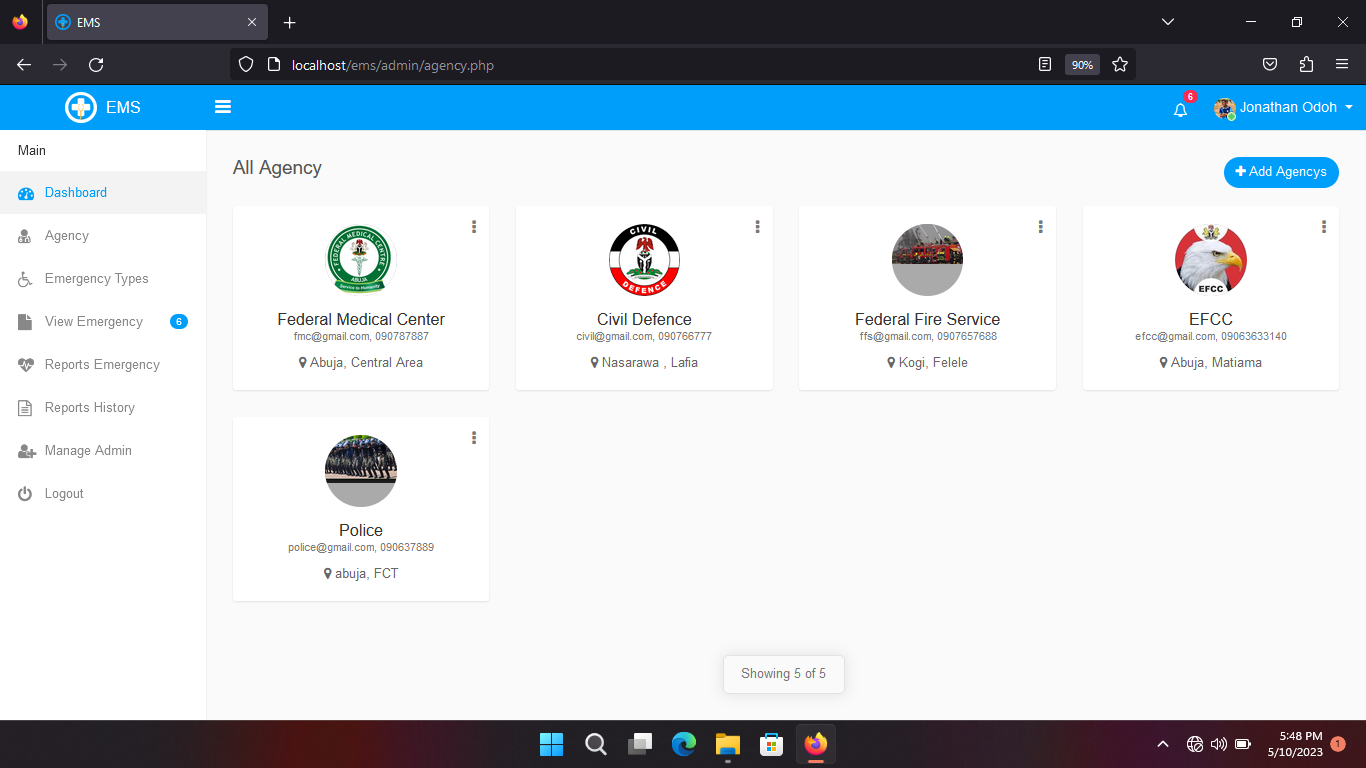 EMS
localhost/ems/admin/agency.php
90%
EMS
6
Jonathan Odoh
Main
Dashboard
Agency
Emergency Types
View Emergency 6
Reports Emergency
Reports History
Manage Admin
Logout
All Agency
Add Agencys
FEDERAL MEDICAL CENTRE
ABUJA
Service to Humanity
Federal Medical Center
fmc@gmail.com, 090787887
Abuja, Central Area
CIVIL
DEFENCE
Civil Defence
civil@gmail.com, 090766777
Nasarawa , Lafia
Federal Fire Service
ffs@gmail.com, 0907657688
Kogi, Felele
EFCC
EFCC
efcc@gmail.com, 09063633140
Abuja, Matiama
Police
police@gmail.com, 090637889
abuja, FCT
Showing 5 of 5
5:48 PM
5/10/2023
1